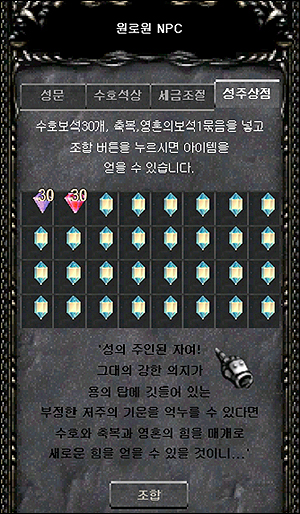 원로원 NPC
성문 수호석상 세금조절 성주상점
수호보석30개, 축복,영혼의보석1묶음을 넣고
조합 버튼을 누르시면 아이템을
얻을 수 있습니다.
30 30
'성의 주인된 자여!
그대의 강한 의지가
용의 탑에 깃들어 있는
부정한 저주의 기운을 억누를 수 있다면
수호와 축복과 영혼의 힘을 매개로
새로운 힘을 얻을 수 있을 것이니...'
조합